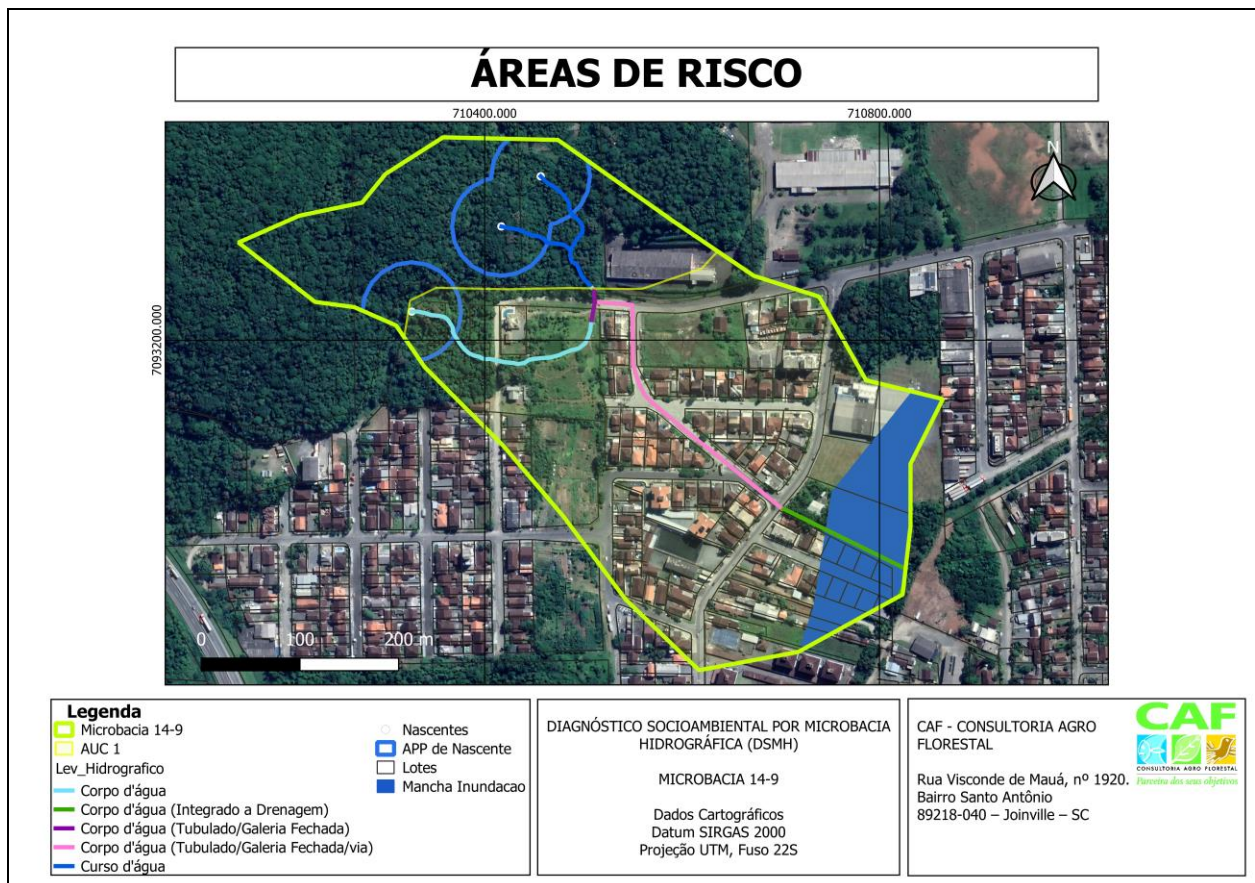 ÁREAS DE RISCO
710400.000
710800.000
7093200.000
N
0 100 200 m
Legenda
Microbacia 14-9
AUC 1
Lev_Hidrografico
Corpo d'água
Corpo d'água (Integrado a Drenagem)
Corpo d'água (Tubulado/Galeria Fechada)
Corpo d'água (Tubulado/Galeria Fechada/via)
Curso d'água
Nascentes
APP de Nascente
Lotes
Mancha Inundacao
DIAGNÓSTICO SOCIOAMBIENTAL POR MICROBACIA
HIDROGRÁFICA (DSMH)
MICROBACIA 14-9
Dados Cartográficos
Datum SIRGAS 2000
Projeção UTM, Fuso 22S
CAF - CONSULTORIA AGRO
FLORESTAL
Rua Visconde de Mauá, nº 1920.
Bairro Santo Antônio
89218-040 – Joinville – SC
CAF
CONSULTORIA AGRO FLORESTAL
Parceira dos seus objetivos